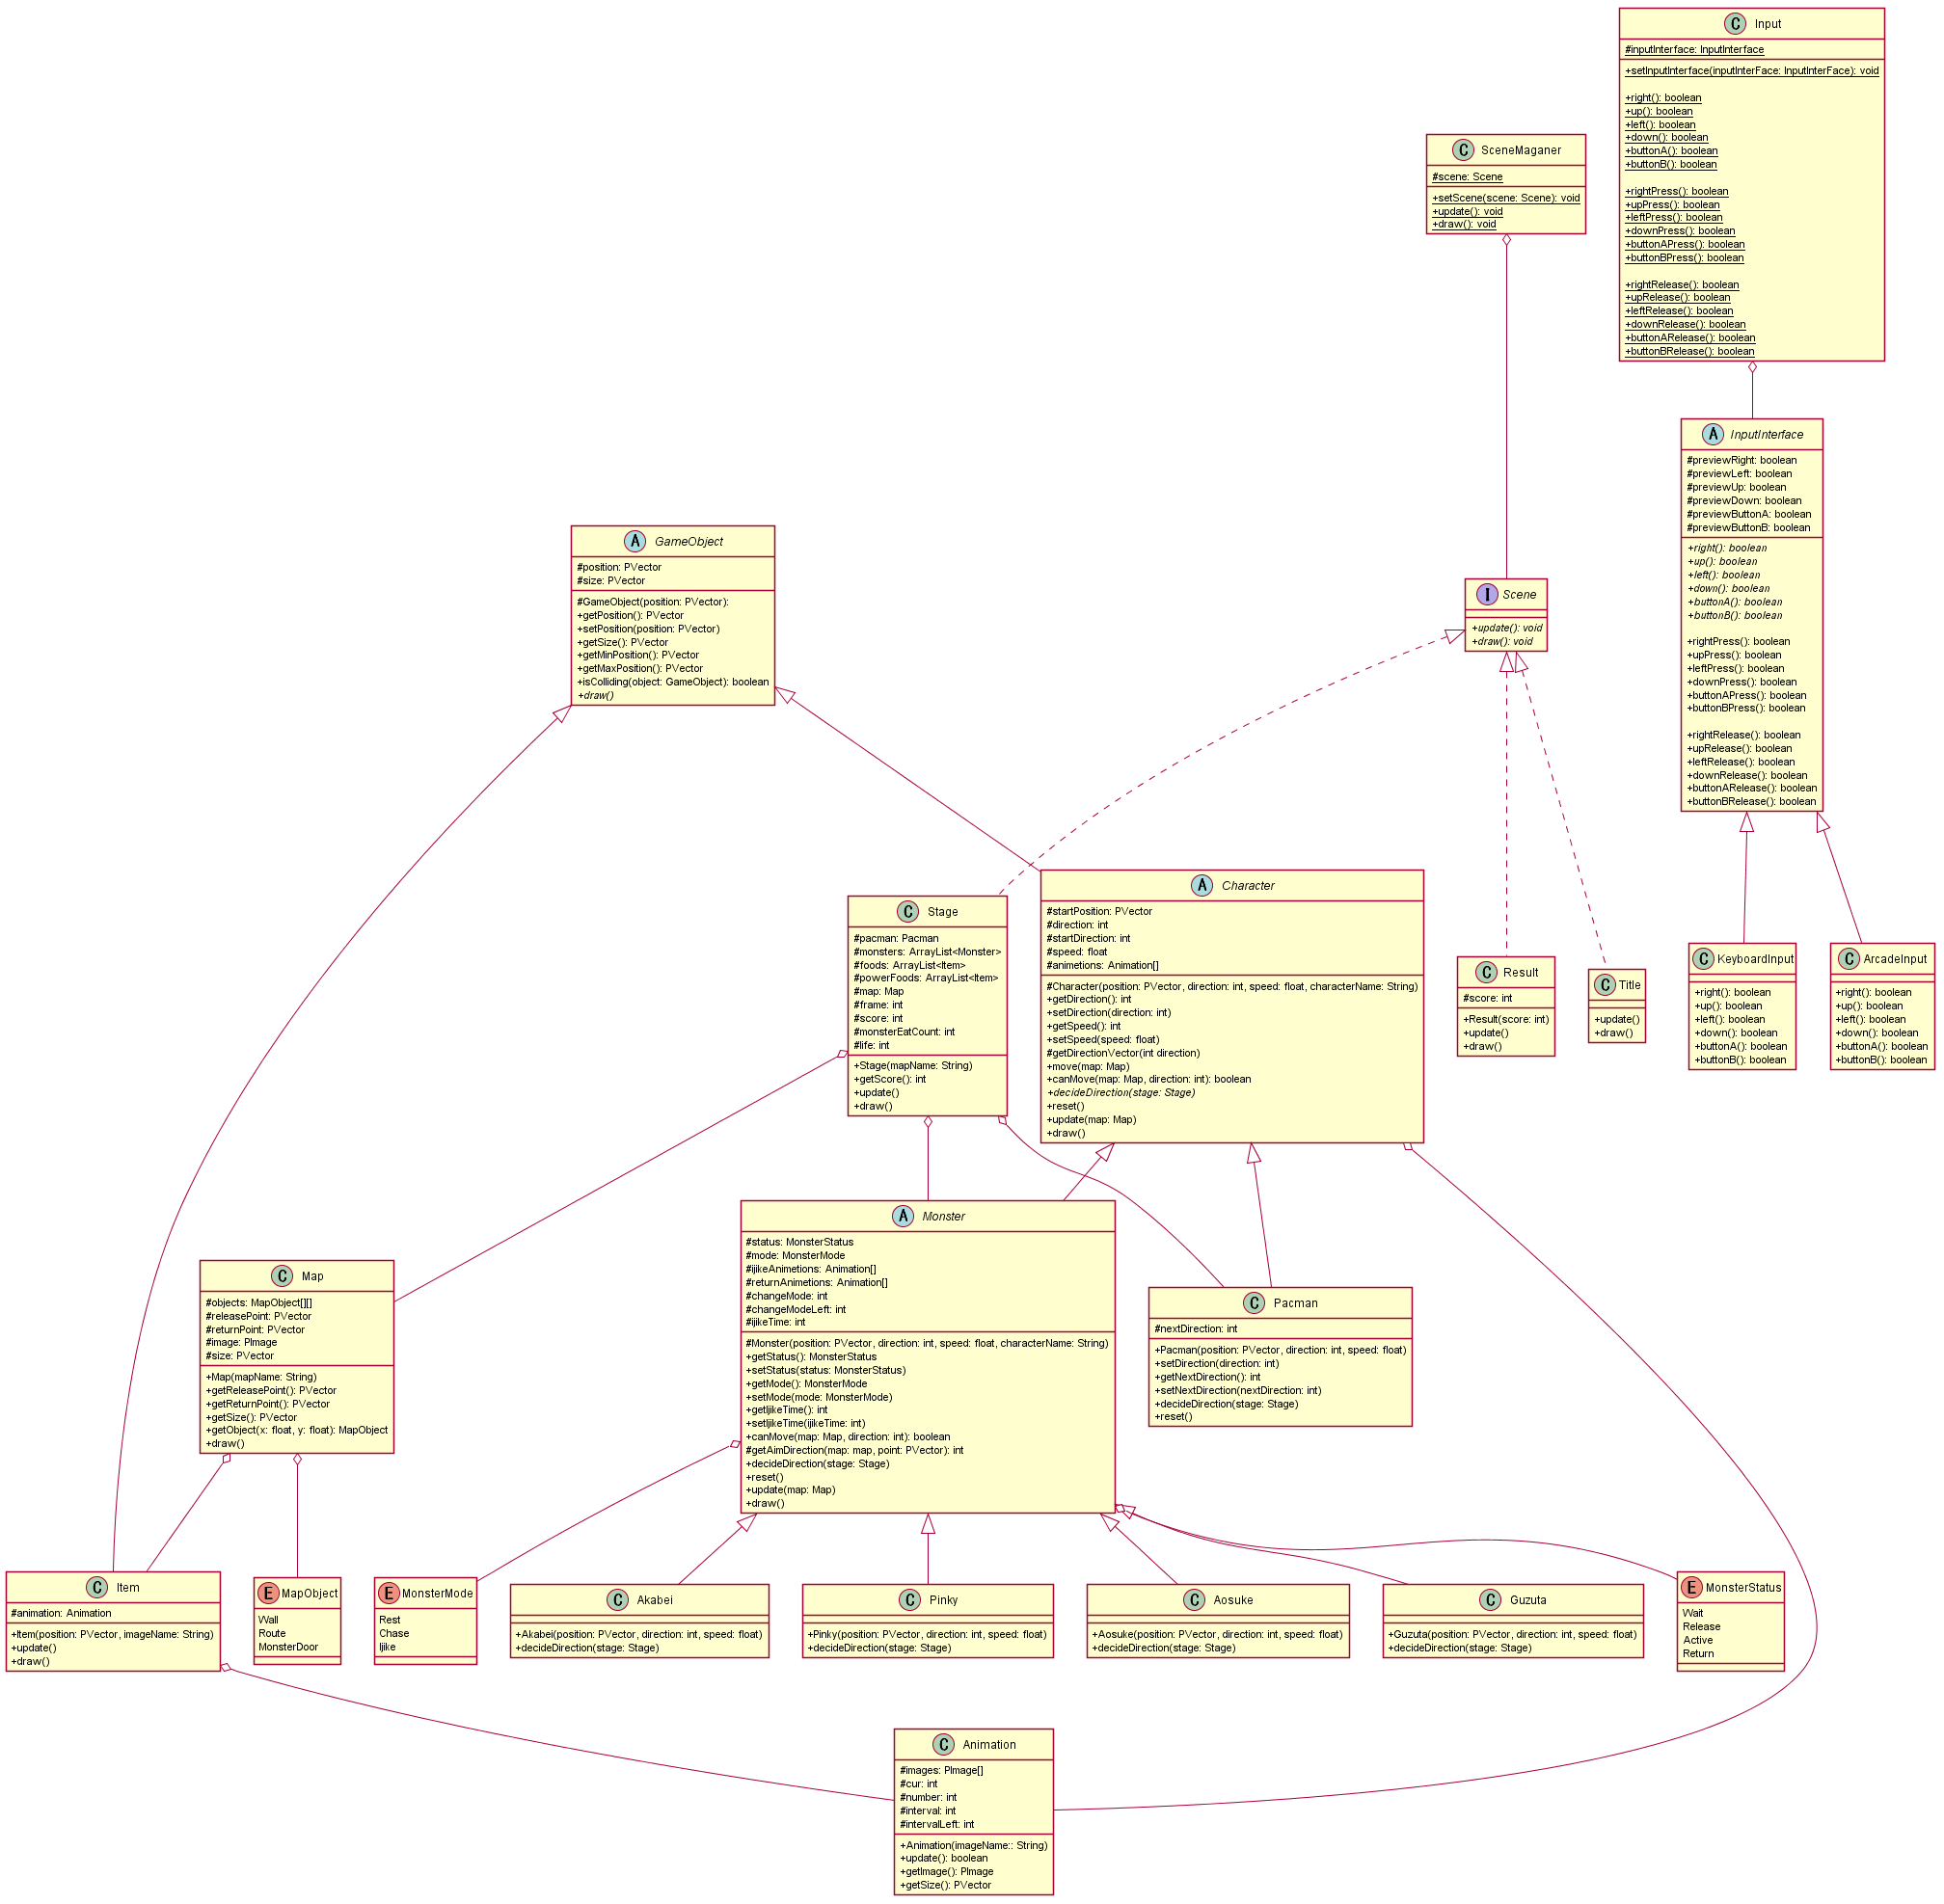 C Input
#inputInterface: InputInterface
+setInputInterface(inputInterFace: InputInterFace): void
+right(): boolean
+up(): boolean
+left(): boolean
+down(): boolean
+buttonA(): boolean
+buttonB(): boolean
+rightPress(): boolean
+upPress(): boolean
+leftPress(): boolean
+downPress(): boolean
+buttonAPress(): boolean
+buttonBPress(): boolean
+rightRelease(): boolean
+upRelease(): boolean
+leftRelease(): boolean
+downRelease(): boolean
+buttonARelease(): boolean
+buttonBRelease(): boolean
C SceneMaganer
#scene: Scene
+setScene(scene: Scene): void
+update(): void
+draw(): void
A InputInterface
#previewRight: boolean
#previewLeft: boolean
#previewUp: boolean
#previewDown: boolean
#previewButtonA: boolean
#previewButtonB: boolean
+right(): boolean
+up(): boolean
+left(): boolean
+down(): boolean
+buttonA(): boolean
+buttonB(): boolean
+rightPress(): boolean
+upPress(): boolean
+leftPress(): boolean
+downPress(): boolean
+buttonAPress(): boolean
+buttonBPress(): boolean
+rightRelease(): boolean
+upRelease(): boolean
+leftRelease(): boolean
+downRelease(): boolean
+buttonARelease(): boolean
+buttonBRelease(): boolean
A GameObject
#position: PVector
#size: PVector
#GameObject(position: PVector):
+getPosition(): PVector
+setPosition(position: PVector)
+getSize(): PVector
+getMinPosition(): PVector
+getMaxPosition(): PVector
+isColliding(object: GameObject): boolean
+draw()
I Scene
+update(): void
+draw(): void
C Stage
#pacman: Pacman
#monsters: ArrayList<Monster>
#foods: ArrayList<Item>
#powerFoods: ArrayList<Item>
#map: Map
#frame: int
#score: int
#monsterEatCount: int
#life: int
+Stage(mapName: String)
+getScore(): int
+update()
+draw()
A Character
#startPosition: PVector
#direction: int
#startDirection: int
#speed: float
#animetions: Animation[]
#Character(position: PVector, direction: int, speed: float, characterName: String)
+getDirection(): int
+setDirection(direction: int)
+getSpeed(): int
+setSpeed(speed: float)
#getDirectionVector(int direction)
+move(map: Map)
+canMove(map: Map, direction: int): boolean
+decideDirection(stage: Stage)
+reset()
+update(map: Map)
+draw()
C Result
#score: int
+Result(score: int)
+update()
+draw()
C Title
+update()
+draw()
C KeyboardInput
+right(): boolean
+up(): boolean
+left(): boolean
+down(): boolean
+buttonA(): boolean
+buttonB(): boolean
C ArcadeInput
+right(): boolean
+up(): boolean
+left(): boolean
+down(): boolean
+buttonA(): boolean
+buttonB(): boolean
C Map
#objects: MapObject[][]
#releasePoint: PVector
#returnPoint: PVector
#image: PImage
#size: PVector
+Map(mapName: String)
+getReleasePoint(): PVector
+getReturnPoint(): PVector
+getSize(): PVector
+getObject(x: float, y: float): MapObject
+draw()
A Monster
#status: MonsterStatus
#mode: MonsterMode
#ijikeAnimetions: Animation[]
#returnAnimetions: Animation[]
#changeMode: int
#changeModeLeft: int
#ijikeTime: int
#Monster(position: PVector, direction: int, speed: float, characterName: String)
+getStatus(): MonsterStatus
+setStatus(status: MonsterStatus)
+getMode(): MonsterMode
+setMode(mode: MonsterMode)
+getIjikeTime(): int
+setIjikeTime(ijikeTime: int)
+canMove(map: Map, direction: int): boolean
#getAimDirection(map: map, point: PVector): int
+decideDirection(stage: Stage)
+reset()
+update(map: Map)
+draw()
C Pacman
#nextDirection: int
+Pacman(position: PVector, direction: int, speed: float)
+setDirection(direction: int)
+getNextDirection(): int
+setNextDirection(nextDirection: int)
+decideDirection(stage: Stage)
+reset()
C Item
#animation: Animation
+Item(position: PVector, imageName: String)
+update()
+draw()
E MapObject
Wall
Route
MonsterDoor
E MonsterMode
Rest
Chase
Ijike
C Akabei
+Akabei(position: PVector, direction: int, speed: float)
+decideDirection(stage: Stage)
C Pinky
+Pinky(position: PVector, direction: int, speed: float)
+decideDirection(stage: Stage)
C Aosuke
+Aosuke(position: PVector, direction: int, speed: float)
+decideDirection(stage: Stage)
C Guzuta
+Guzuta(position: PVector, direction: int, speed: float)
+decideDirection(stage: Stage)
E MonsterStatus
Wait
Release
Active
Return
C Animation
#images: PImage[]
#cur: int
#number: int
#interval: int
#intervalLeft: int
+Animation(imageName:: String)
+update(): boolean
+getImage(): PImage
+getSize(): PVector